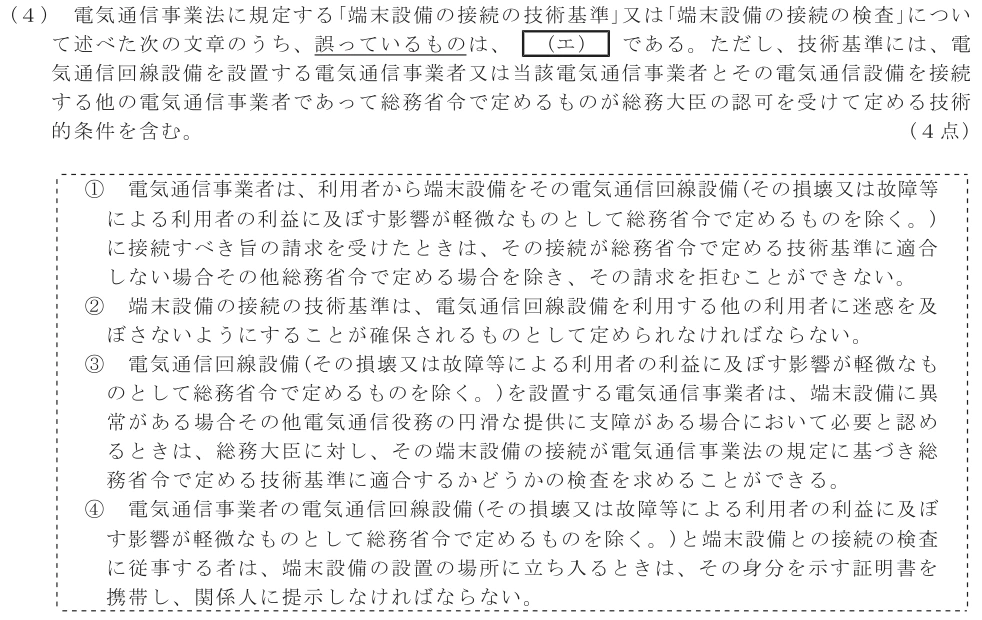 (４)　電気通信事業法に規定する｢端末設備の接続の技術基準｣又は｢端末設備の接続の検査｣につい
て述べた次の文章のうち、誤っているものは、 (エ) である。ただし、技術基準には、電
気通信回線設備を設置する電気通信事業者又は当該電気通信事業者とその電気通信設備を接続
する他の電気通信事業者であって総務省令で定めるものが総務大臣の認可を受けて定める技術
的条件を含む。 (４点)
①　電気通信事業者は、利用者から端末設備をその電気通信回線設備(その損壊又は故障等
による利用者の利益に及ぼす影響が軽微なものとして総務省令で定めるものを除く。)
に接続すべき旨の請求を受けたときは、その接続が総務省令で定める技術基準に適合
しない場合その他総務省令で定める場合を除き、その請求を拒むことができない。
②　端末設備の接続の技術基準は、電気通信回線設備を利用する他の利用者に迷惑を及
ぼさないようにすることが確保されるものとして定められなければならない。
③　電気通信回線設備(その損壊又は故障等による利用者の利益に及ぼす影響が軽微なも
のとして総務省令で定めるものを除く。)を設置する電気通信事業者は、端末設備に異
常がある場合その他電気通信役務の円滑な提供に支障がある場合において必要と認め
るときは、総務大臣に対し、その端末設備の接続が電気通信事業法の規定に基づき総
務省令で定める技術基準に適合するかどうかの検査を求めることができる。
④　電気通信事業者の電気通信回線設備(その損壊又は故障等による利用者の利益に及ぼ
す影響が軽微なものとして総務省令で定めるものを除く。)と端末設備との接続の検査
に従事する者は、端末設備の設置の場所に立ち入るときは、その身分を示す証明書を
携帯し、関係人に提示しなければならない。